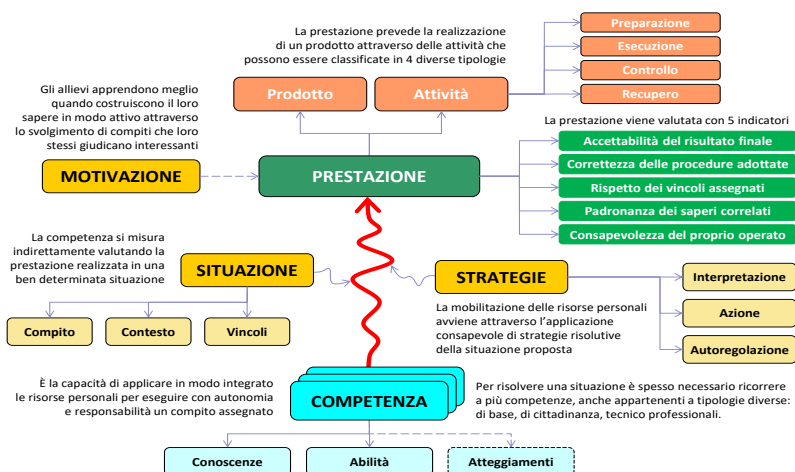 La prestazione prevede la realizzazione
di un prodotto attraverso delle attività che
possono essere classificate in 4 diverse tipologie
Preparazione
Esecuzione
Controllo
Recupero
Prodotto
Attività
Gli allievi apprendono meglio
quando costruiscono il loro
sapere in modo attivo attraverso
lo svolgimento di compiti che loro
stessi giudicano interessanti
La prestazione viene valutata con 5 indicatori
Accettabilità del risultato finale
Correttezza delle procedure adottate
Rispetto dei vincoli assegnati
Padronanza dei saperi correlati
Consapevolezza del proprio operato
MOTIVAZIONE
PRESTAZIONE
La competenza si misura
indirettamente valutando la
prestazione realizzata in una
ben determinata situazione
SITUAZIONE
STRATEGIE
Interpretazione
Azione
Autoregolazione
Compito
Contesto
Vincoli
La mobilitazione delle risorse personali
avviene attraverso l'applicazione
consapevole di strategie risolutive
della situazione proposta
È la capacità di applicare in modo integrato
le risorse personali per eseguire con autonomia
e responsabilità un compito assegnato
COMPETENZA
Per risolvere una situazione è spesso necessario ricorrere
a più competenze, anche appartenenti a tipologie diverse:
di base, di cittadinanza, tecnico professionali.
Conoscenze
Abilità
Atteggiamenti